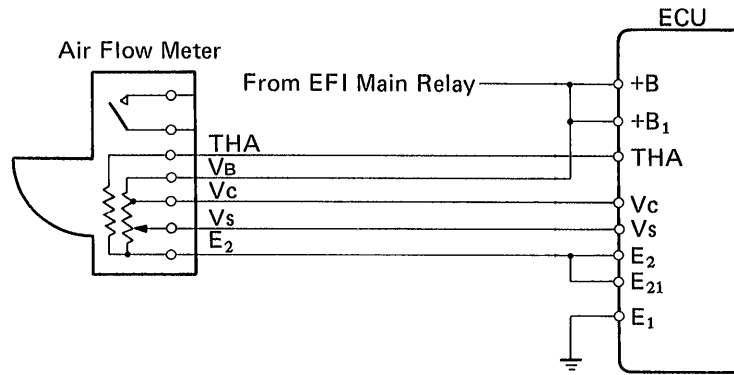 ECU
Air Flow Meter
From EFI Main Relay
+B
+B₁
THA
THA
VB
Vc
Vc
Vs
Vs
E₂
E₂
E₂₁
E₁